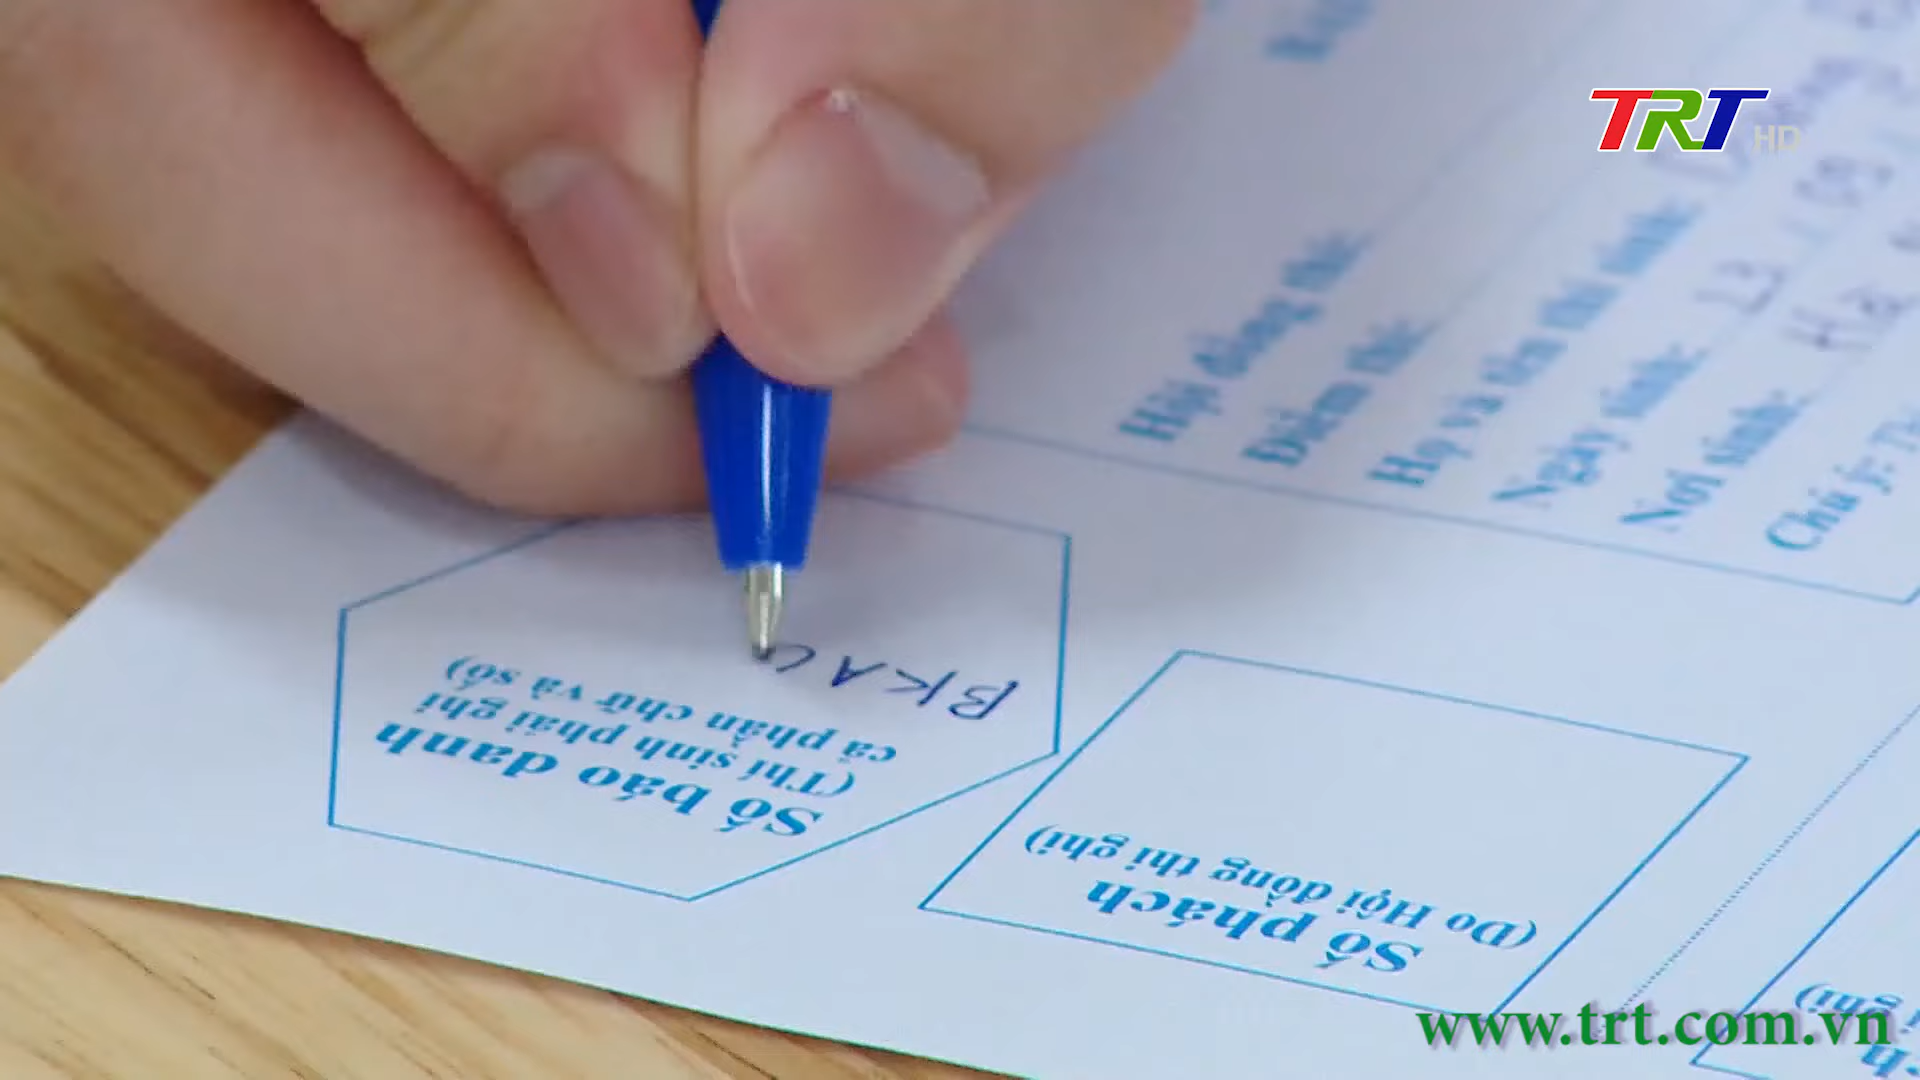 TRT HD
Hội đồng thi:
Điểm thi:
Họ và tên thí sinh:
Ngày sinh:
Nơi sinh:
Chú ý:
Số báo danh
(Thí sinh phải ghi
cả phần chữ và số)
BKA
Số phách
(Do Hội đồng thi ghi)
www.trt.com.vn